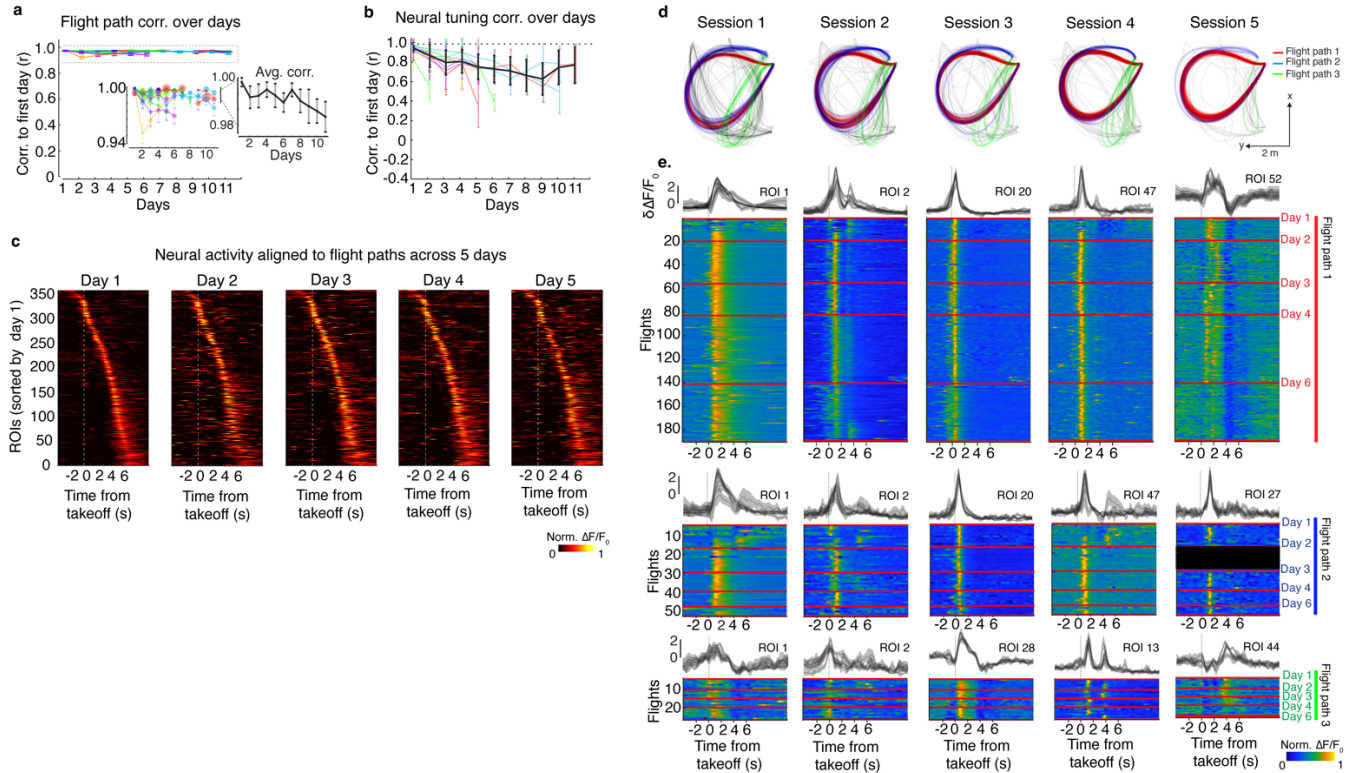 a
Flight path corr. over days
Corr. to first day (r)
1.0
0.8
0.6
0.4
0.2
0
1 2 3 4 5 6 7 8 9 10 11
Days
1.00
0.94
2 4 6 8 10
Days
Avg. corr.
1.00
0.98
2 4 6 8 10
Days
b
Neural tuning corr. over days
Corr. to first day (r)
1.0
0.8
0.6
0.4
0.2
0
-0.2
-0.4
1 2 3 4 5 6 7 8 9 10 11
Days
c
Neural activity aligned to flight paths across 5 days
Day 1 Day 2 Day 3 Day 4 Day 5
ROIs (sorted by day 1)
350
300
250
200
150
100
50
0
-2 0 2 4 6 -2 0 2 4 6 -2 0 2 4 6 -2 0 2 4 6 -2 0 2 4 6
Time from takeoff (s) Time from takeoff (s) Time from takeoff (s) Time from takeoff (s) Time from takeoff (s)
Norm. ΔF/F0
0 1
d
Session 1 Session 2 Session 3 Session 4 Session 5
Flight path 1
Flight path 2
Flight path 3
x
y
2 m
e.
δΔF/F0
2
0
ROI 1 ROI 2 ROI 20 ROI 47 ROI 52
Flights
20
40
60
80
100
120
140
160
180
-2 0 2 4 6 -2 0 2 4 6 -2 0 2 4 6 -2 0 2 4 6 -2 0 2 4 6
Day 1
Day 2
Day 3
Day 4
Day 6
Flight path 1
2
0
ROI 1 ROI 2 ROI 20 ROI 47 ROI 27
Flights
10
20
30
40
50
-2 0 2 4 6 -2 0 2 4 6 -2 0 2 4 6 -2 0 2 4 6 -2 0 2 4 6
Day 1
Day 2
Day 3
Day 4
Day 6
Flight path 2
2
0
ROI 1 ROI 2 ROI 28 ROI 13 ROI 44
Flights
10
20
-2 0 2 4 6 -2 0 2 4 6 -2 0 2 4 6 -2 0 2 4 6 -2 0 2 4 6
Day 1
Day 2
Day 3
Day 4
Day 6
Flight path 3
Time from takeoff (s) Time from takeoff (s) Time from takeoff (s) Time from takeoff (s) Time from takeoff (s)
Norm. ΔF/F0
0 1